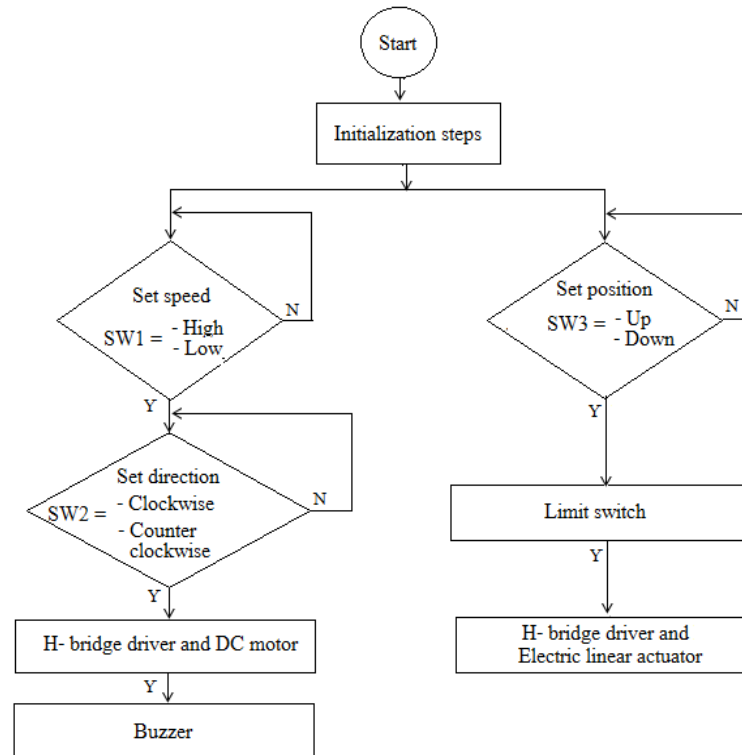 Start
Initialization steps
Set speed
SW1 =
- High
- Low
N
Y
Set direction
SW2 =
- Clockwise
- Counter
clockwise
N
Y
H- bridge driver and DC motor
Y
Buzzer
Set position
SW3 =
- Up
- Down
N
Y
Limit switch
Y
H- bridge driver and
Electric linear actuator